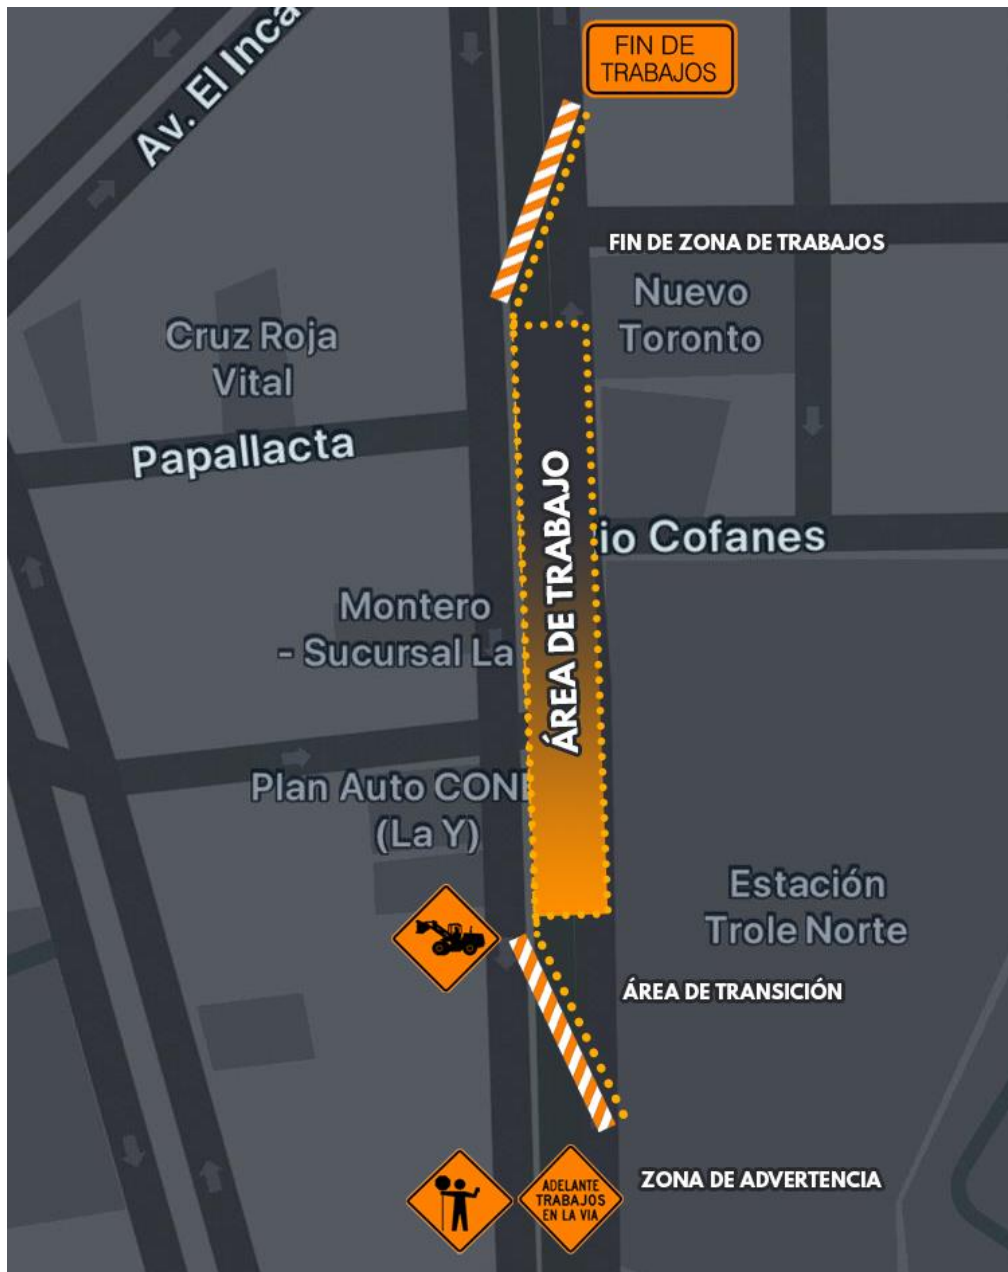 FIN DE
TRABAJOS
Av. El Inca
FIN DE ZONA DE TRABAJOS
Nuevo
Toronto
Cruz Roja
Vital
Papallacta
ÁREA DE TRABAJO
io Cofanes
Montero
- Sucursal La
Plan Auto CONE
(La Y)
Estación
Trole Norte
ÁREA DE TRANSICIÓN
ZONA DE ADVERTENCIA
ADELANTE
TRABAJOS
EN LA VIA